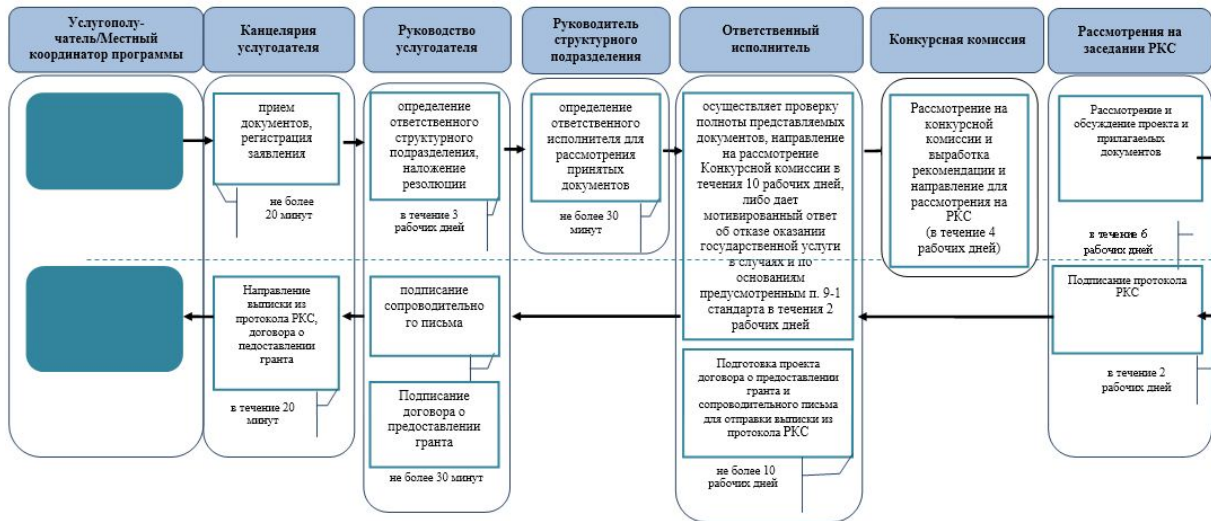 Услугополу-
чатель/Местный
координатор программы
Канцелярия
услугодателя
Руководство
услугодателя
Руководитель
структурного
подразделения
Ответственный
исполнитель
Конкурсная комиссия
Рассмотрения на
заседании РКС
прием
документов,
регистрация
заявления
не более
20 минут
определение
ответственного
структурного
подразделения,
наложение
резолюции
в течение 3
рабочих дней
определение
ответственного
исполнителя для
рассмотрения
принятых
документов
не более 30
минут
осуществляет проверку
полноты представляемых
документов, направление
на рассмотрение
Конкурсной комиссии в
течения 10 рабочих дней,
либо дает
мотивированный ответ
об отказе оказании
государственной услуги
в случаях и по
основаниям
предусмотренным п. 9-1
стандарта в течения 2
рабочих дней
Рассмотрение на
конкурсной
комиссии и
выработка
рекомендации и
направление для
рассмотрения на
РКС
(в течение 4
рабочих дней)
Рассмотрение и
обсуждение проекта и
прилагаемых
документов
в течение 6
рабочих дней
Направление
выписки из
протокола РКС,
договора о
педоставлении
гранта
в течение 20
минут
подписание
сопроводительно
го письма
Подписание
договора о
предоставлении
гранта
не более 30 минут
Подготовка проекта
договора о предоставлении
гранта и
сопроводительного письма
для отправки выписки из
протокола РКС
не более 10
рабочих дней
Подписание протокола
РКС
в течение 2
рабочих дней